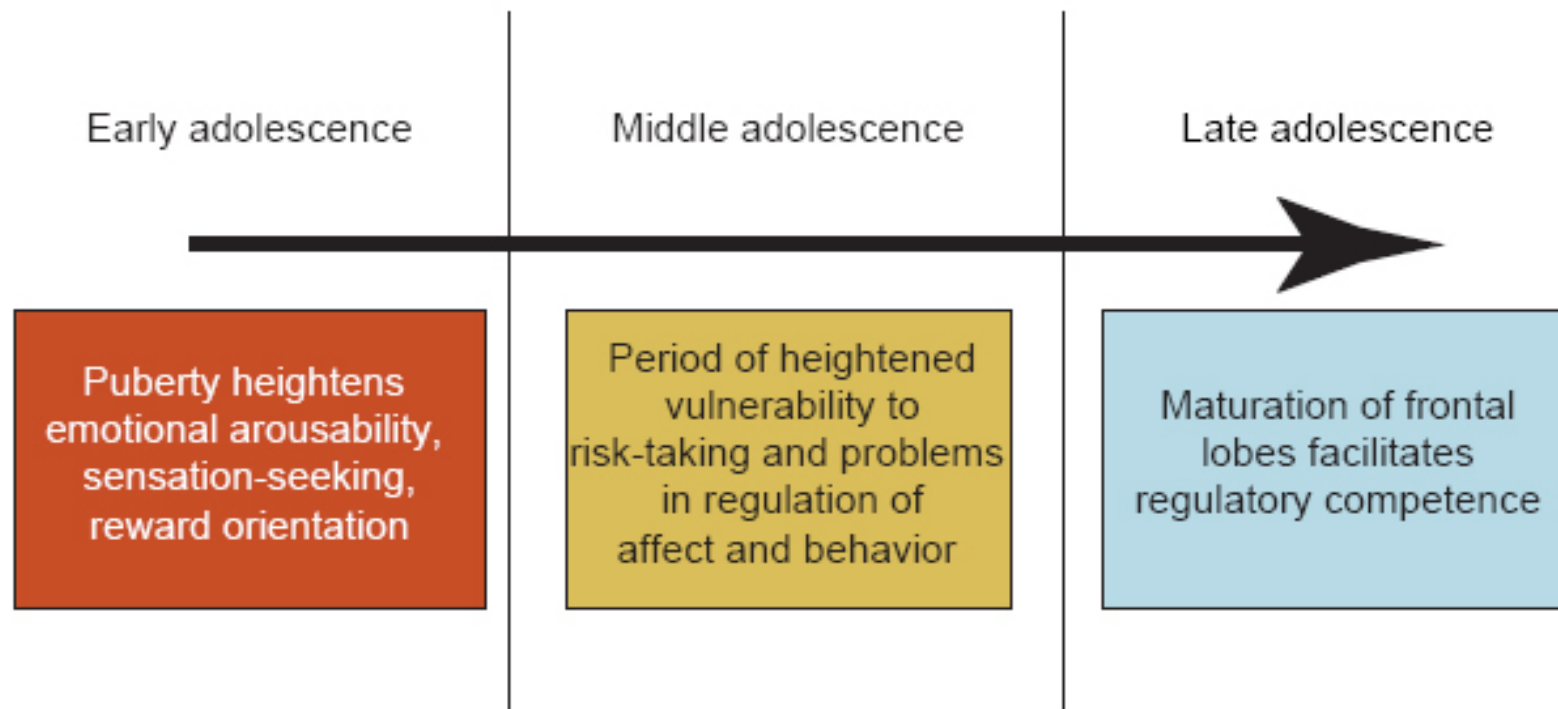 Early adolescence
Middle adolescence
Late adolescence
Puberty heightens
emotional arousability,
sensation-seeking,
reward orientation
Period of heightened
vulnerability to
risk-taking and problems
in regulation of
affect and behavior
Maturation of frontal
lobes facilitates
regulatory competence